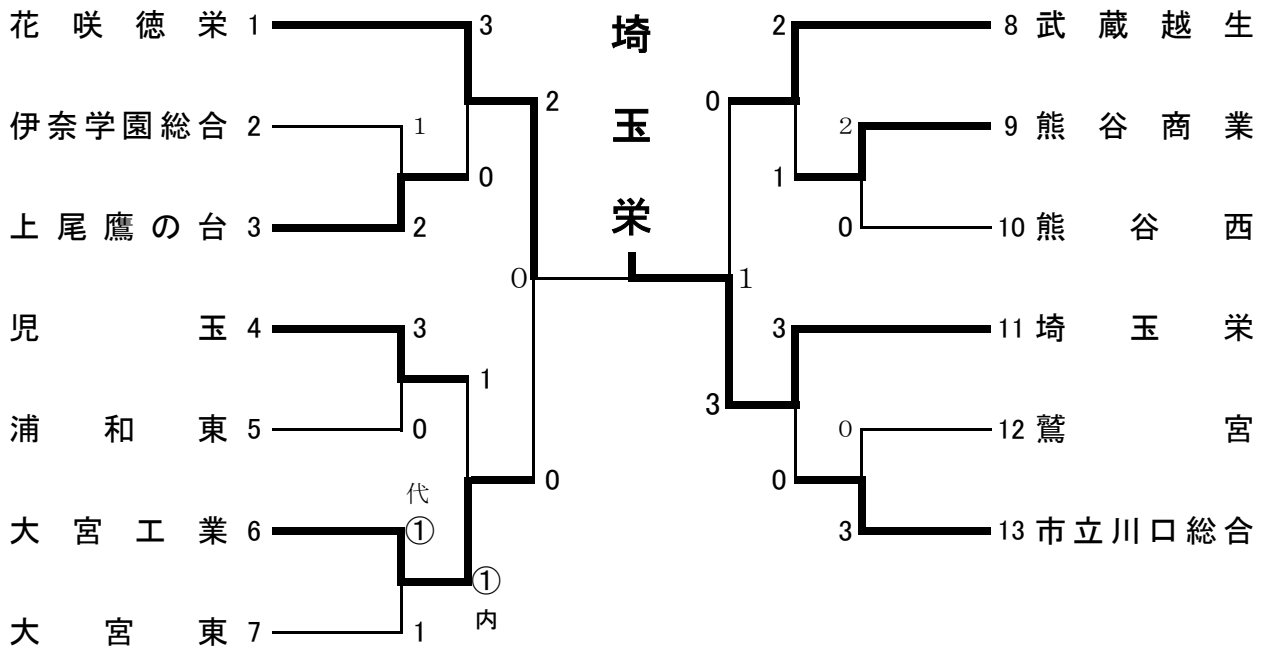 花咲徳栄 1 3
伊奈学園総合 2 1
上尾鷹の台 3 2
0
2
児玉 4 3
浦和東 5 0
1
代
大宮工業 6 ①
大宮東 7 1
①
内
0
0
埼玉栄
1
2 8 武蔵越生
2 9 熊谷商業
0 10 熊谷西
1
0
3 11 埼玉栄
0 12 鷲宮
3 13 市立川口総合
0
3